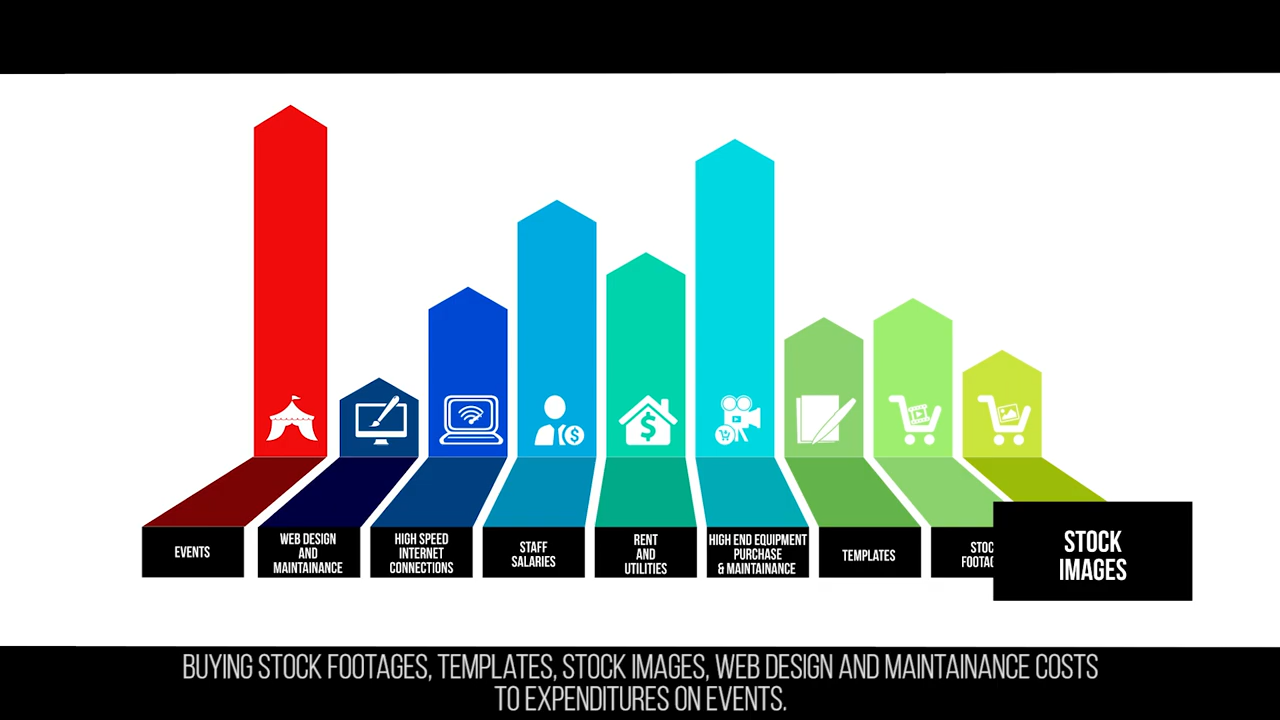 EVENTS
WEB DESIGN
AND
MAINTAINANCE
HIGH SPEED
INTERNET
CONNECTIONS
STAFF
SALARIES
RENT
AND
UTILITIES
HIGH END EQUIPMENT
PURCHASE
& MAINTAINANCE
TEMPLATES
STOCK
IMAGES
BUYING STOCK FOOTAGES, TEMPLATES, STOCK IMAGES, WEB DESIGN AND MAINTAINANCE COSTS
TO EXPENDITURES ON EVENTS.